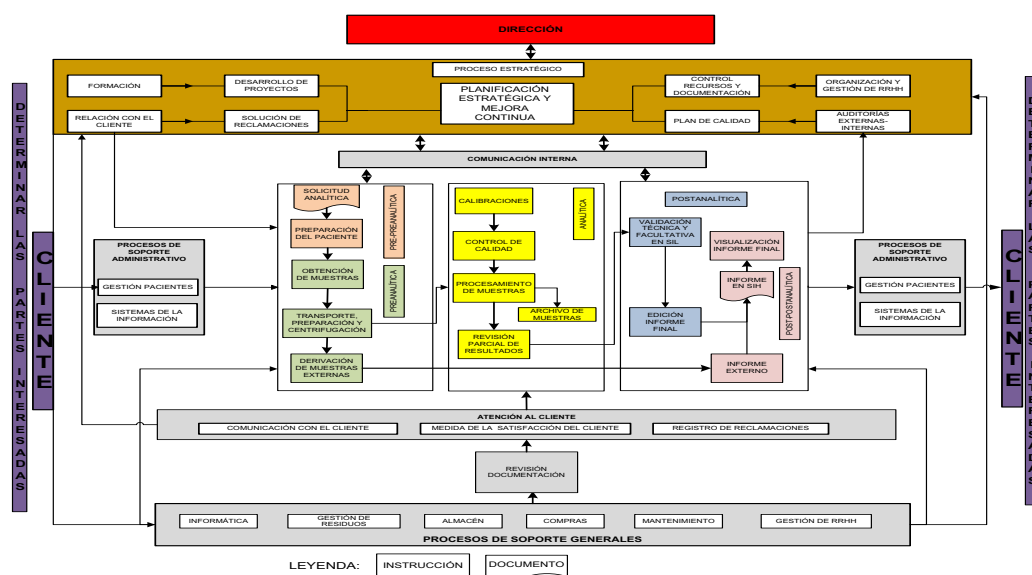 DIRECCIÓN
PROCESO ESTRATÉGICO
FORMACIÓN
DESARROLLO DE
PROYECTOS
RELACIÓN CON EL
CLIENTE
SOLUCIÓN DE
RECLAMACIONES
PLANIFICACIÓN
ESTRATÉGICA Y
MEJORA
CONTINUA
CONTROL
RECURSOS Y
DOCUMENTACIÓN
ORGANIZACIÓN Y
GESTIÓN DE RRHH
PLAN DE CALIDAD
AUDITORÍAS
EXTERNAS-
INTERNAS
COMUNICACIÓN INTERNA
DETERMINAR LAS PARTES INTERESADAS
CLIENTE
PROCESOS DE
SOPORTE
ADMINISTRATIVO
GESTIÓN PACIENTES
SISTEMAS DE LA
INFORMACIÓN
SOLICITUD
ANALÍTICA
PREPARACIÓN
DEL PACIENTE
PRE-PREANALÍTICA
OBTENCIÓN
DE MUESTRAS
PREANALÍTICA
TRANSPORTE,
PREPARACIÓN Y
CENTRIFUGACIÓN
DERIVACIÓN
DE MUESTRAS
EXTERNAS
CALIBRACIONES
ANALÍTICA
CONTROL DE
CALIDAD
PROCESAMIENTO
DE MUESTRAS
ARCHIVO DE
MUESTRAS
REVISIÓN
PARCIAL DE
RESULTADOS
POSTANALÍTICA
VALIDACIÓN
TÉCNICA Y
FACULTATIVA
EN SIL
EDICIÓN
INFORME
FINAL
VISUALIZACIÓN
INFORME FINAL
INFORME
EN SIH
POST-POSTANALÍTICA
INFORME
EXTERNO
PROCESOS DE
SOPORTE
ADMINISTRATIVO
GESTIÓN PACIENTES
SISTEMAS DE LA
INFORMACIÓN
CLIENTE
ATENCIÓN AL CLIENTE
COMUNICACIÓN CON EL CLIENTE
MEDIDA DE LA SATISFACCIÓN DEL CLIENTE
REGISTRO DE RECLAMACIONES
REVISIÓN
DOCUMENTACIÓN
INFORMÁTICA
GESTIÓN DE
RESIDUOS
ALMACÉN
COMPRAS
MANTENIMIENTO
GESTIÓN DE RRHH
PROCESOS DE SOPORTE GENERALES
LEYENDA:
INSTRUCCIÓN
DOCUMENTO